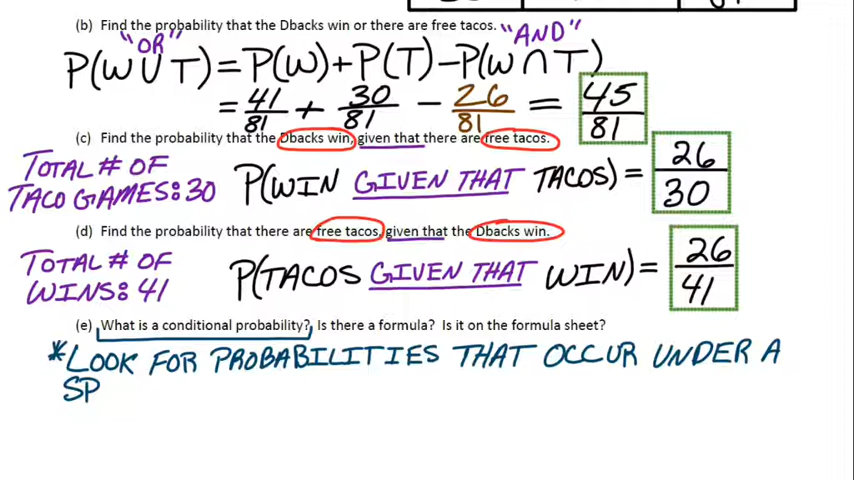 (b) Find the probability that the Dbacks win or there are free tacos.
"OR" "AND"
P(W ∪ T) = P(W) + P(T) - P(W ∩ T)
= 41/81 + 30/81 - 26/81 = 45/81
(c) Find the probability that the Dbacks win, given that there are free tacos.
TOTAL # OF
TACO GAMES: 30
P(WIN GIVEN THAT TACOS) = 26/30
(d) Find the probability that there are free tacos, given that the Dbacks win.
TOTAL # OF
WINS: 41
P(TACOS GIVEN THAT WIN) = 26/41
(e) What is a conditional probability? Is there a formula? Is it on the formula sheet?
*LOOK FOR PROBABILITIES THAT OCCUR UNDER A
SP